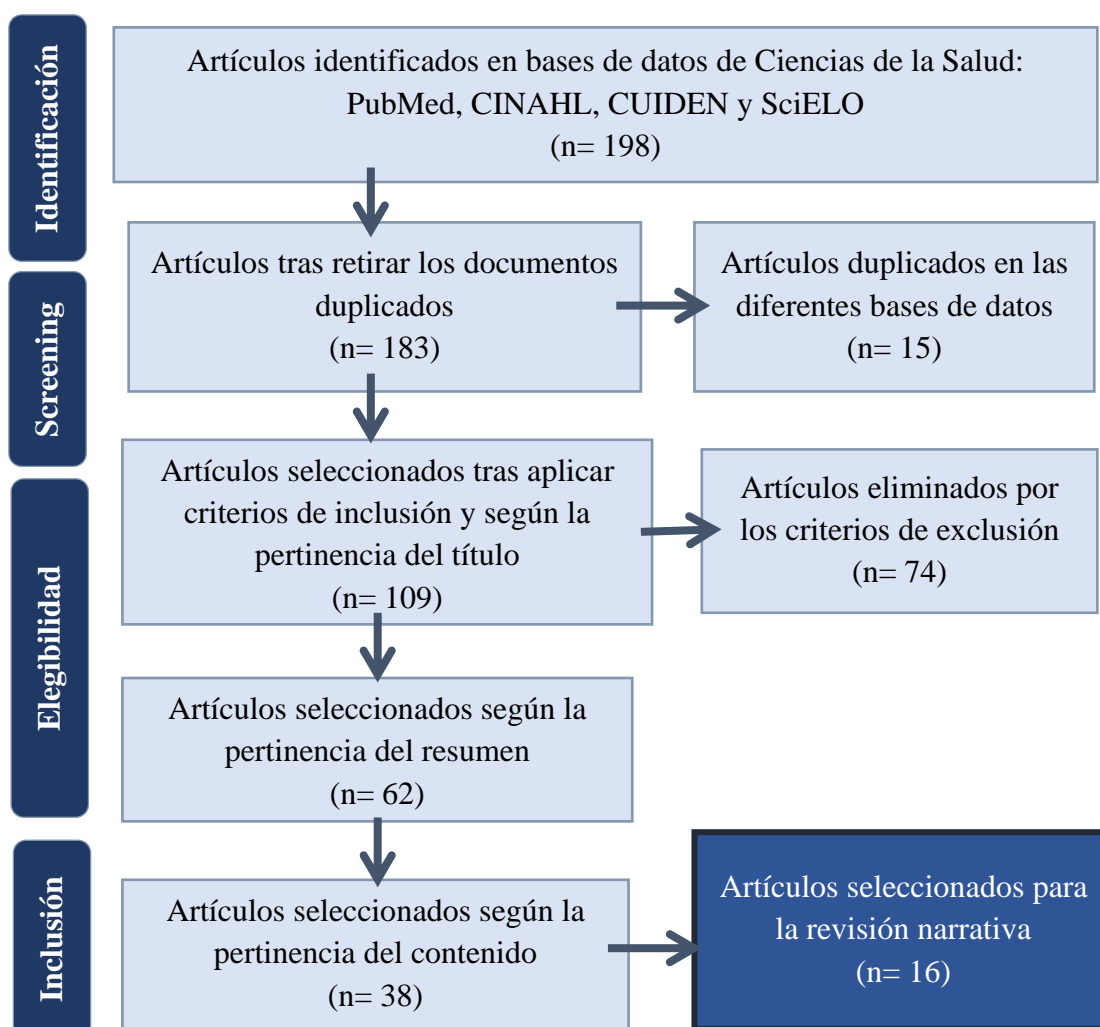 Identificación
Artículos identificados en bases de datos de Ciencias de la Salud:
PubMed, CINAHL, CUIDEN y SciELO
(n= 198)
Screening
Artículos tras retirar los documentos
duplicados
(n= 183)
Artículos duplicados en las
diferentes bases de datos
(n= 15)
Elegibilidad
Artículos seleccionados tras aplicar
criterios de inclusión y según la
pertinencia del título
(n= 109)
Artículos eliminados por
los criterios de exclusión
(n= 74)
Artículos seleccionados según la
pertinencia del resumen
(n= 62)
Inclusión
Artículos seleccionados según la
pertinencia del contenido
(n= 38)
Artículos seleccionados para
la revisión narrativa
(n= 16)